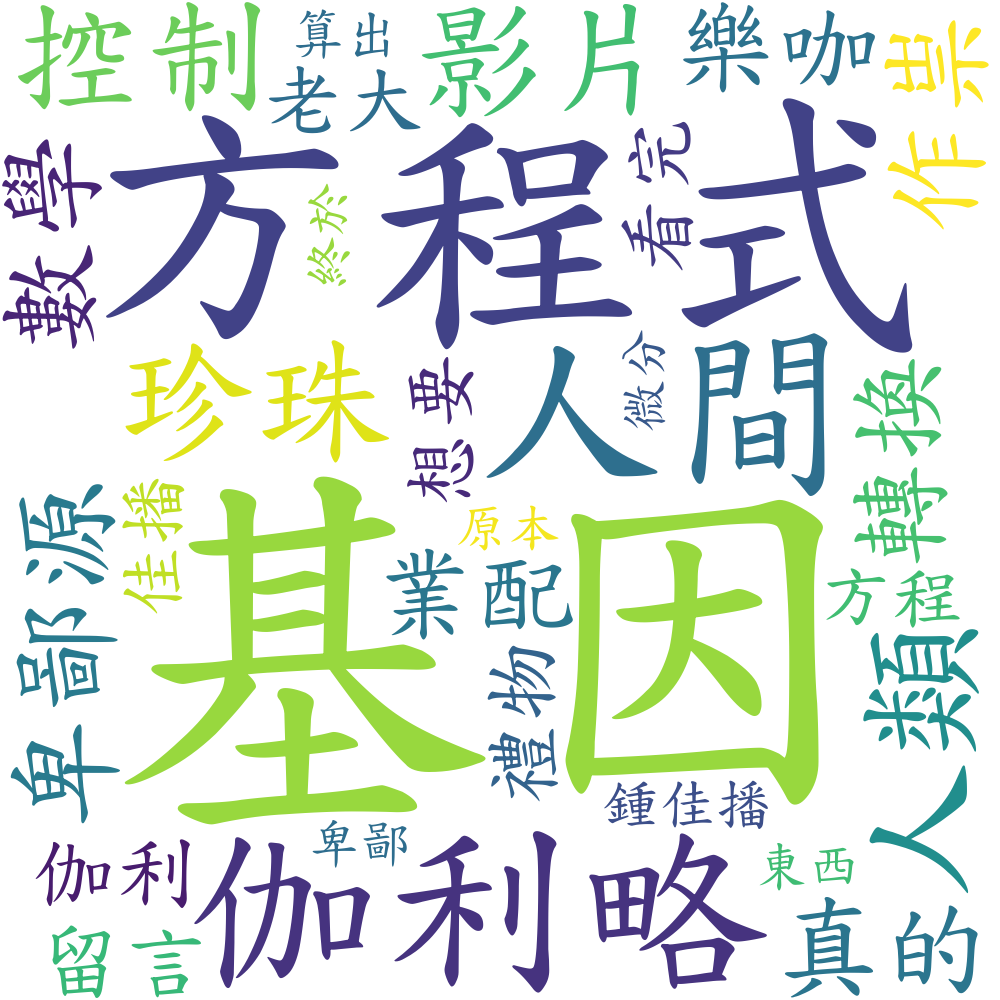 控制
算出
老大
影片
樂咖
作票
數學
方程式
終於
看完
珍珠
想要
人間
微分
轉換
卑鄙源
佳播
基因
原本
業配
方程
禮物
人類
鍾佳播
卑鄙
伽利
伽利略
東西
留言
真的